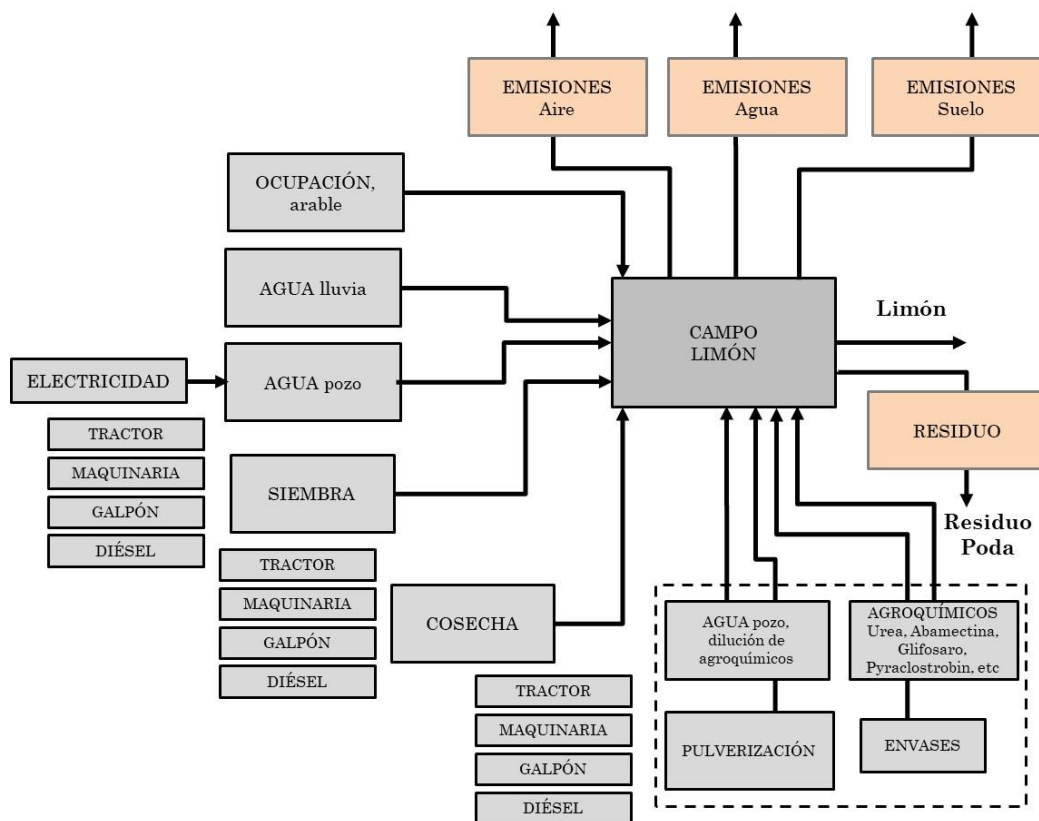 EMISIONES
Aire
EMISIONES
Agua
EMISIONES
Suelo
OCUPACIÓN,
arable
AGUA lluvia
CAMPO
LIMÓN
Limón
ELECTRICIDAD
AGUA pozo
RESIDUO
TRACTOR
MAQUINARIA
GALPÓN
DIÉSEL
SIEMBRA
Residuo
Poda
TRACTOR
MAQUINARIA
GALPÓN
DIÉSEL
COSECHA
AGUA pozo,
dilución de
agroquímicos
AGROQUÍMICOS
Urea, Abamectina,
Glifosaro,
Pyraclostrobin, etc
TRACTOR
MAQUINARIA
GALPÓN
DIÉSEL
PULVERIZACIÓN
ENVASES